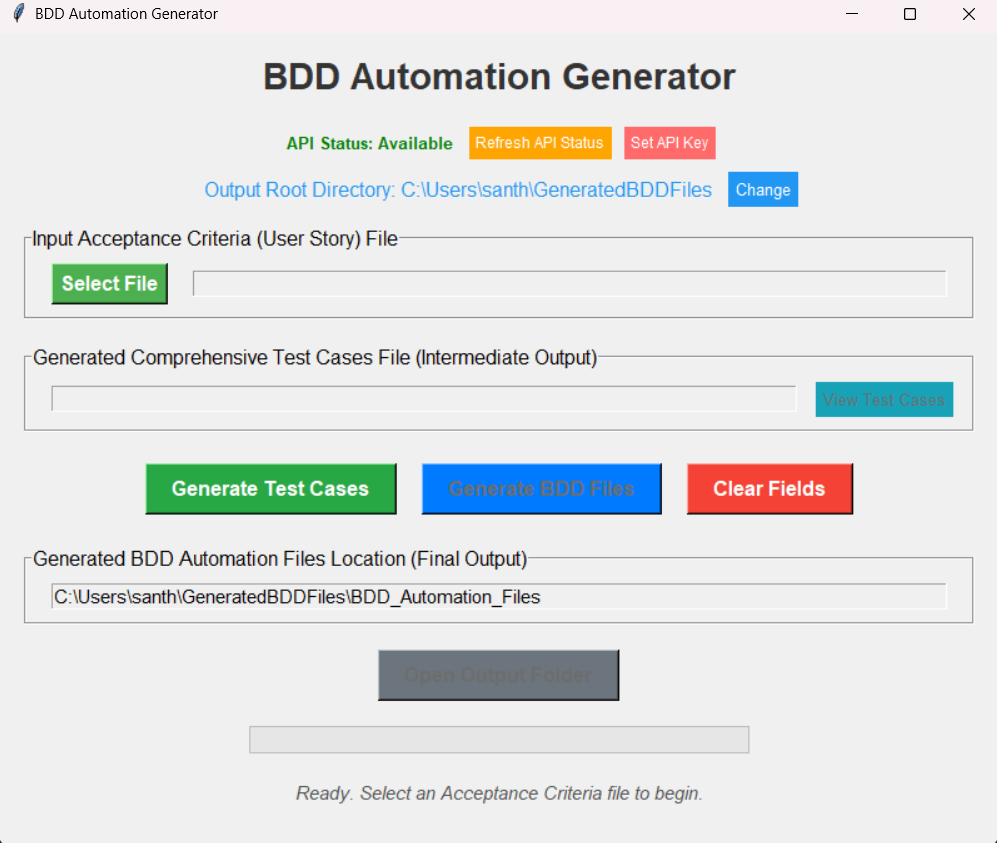 BDD Automation Generator
BDD Automation Generator
API Status: Available Refresh API Status Set API Key
Output Root Directory: C:\Users\santh\GeneratedBDDFiles Change
Input Acceptance Criteria (User Story) File
Select File
Generated Comprehensive Test Cases File (Intermediate Output)
View Test Cases
Generate Test Cases Generate BDD Files Clear Fields
Generated BDD Automation Files Location (Final Output)
C:\Users\santh\GeneratedBDDFiles\BDD_Automation_Files
Open Output Folder
Ready. Select an Acceptance Criteria file to begin.